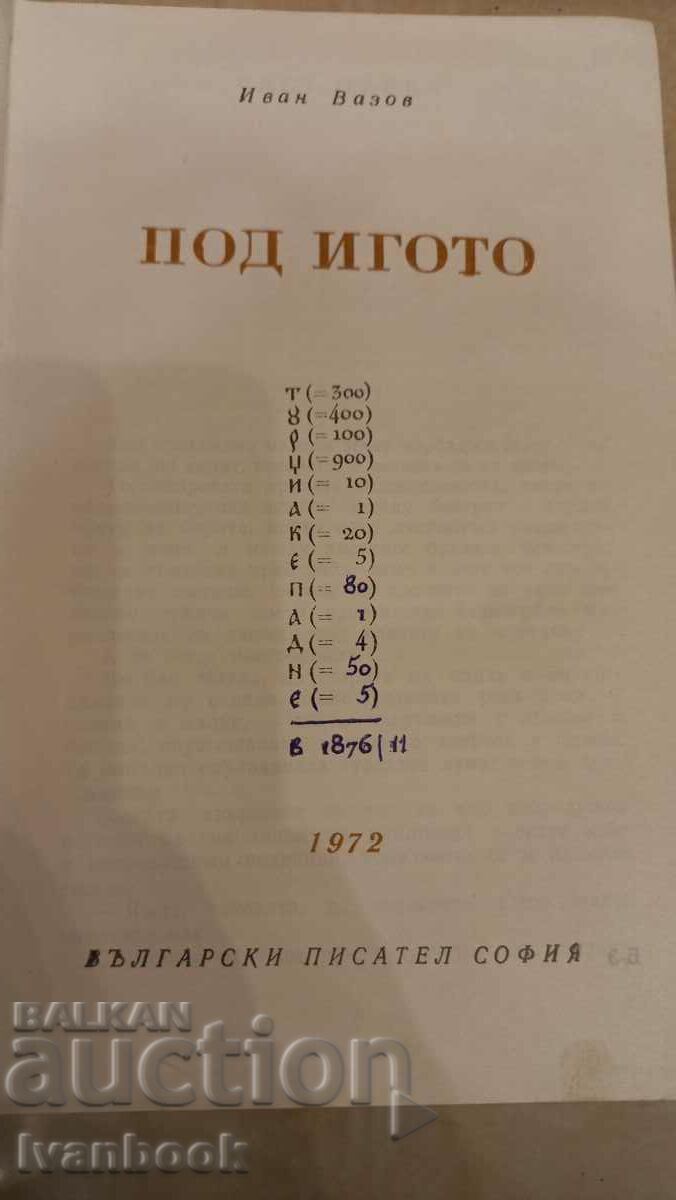 Иван Вазов
ПОД ИГОТО
Т (= 300)
Ȣ (= 400)
Ρ (= 100)
Џ (= 900)
И (= 10)
А (= 1)
К (= 20)
Є (= 5)
П (= 80)
А (= 1)
Д (= 4)
Н (= 50)
е (= 5)
в 1876 / 11
1972
БЪЛГАРСКИ ПИСАТЕЛ СОФИЯ
BALKAN
auction
Ivanbook